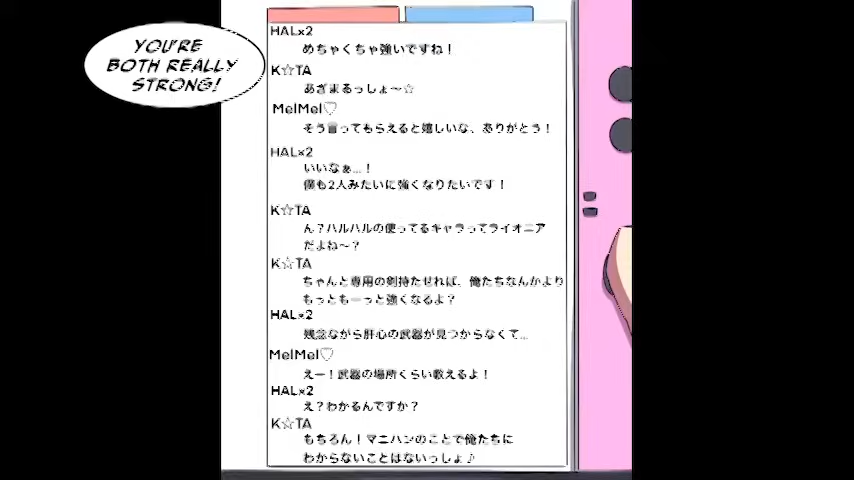 YOU'RE
BOTH REALLY
STRONG!
HALx2
めちゃくちゃ強いですね！
K☆TA
あざまるっしょ〜☆
MelMel♡
そう言ってもらえると嬉しいな、ありがとう！
HALx2
いいなぁ…！
僕も2人みたいに強くなりたいです！
K☆TA
ん？ハルハルの使ってるキャラってライオニア
だよね〜？
K☆TA
ちゃんと専用の剣持たせれば、俺たちなんかより
もっともーっと強くなるよ？
HALx2
残念ながら肝心の武器が見つからなくて…
MelMel♡
えー！武器の場所くらい教えるよ！
HALx2
え？わかるんですか？
K☆TA
もちろん！マニハンのことで俺たちに
わからないことはないっしょ♪